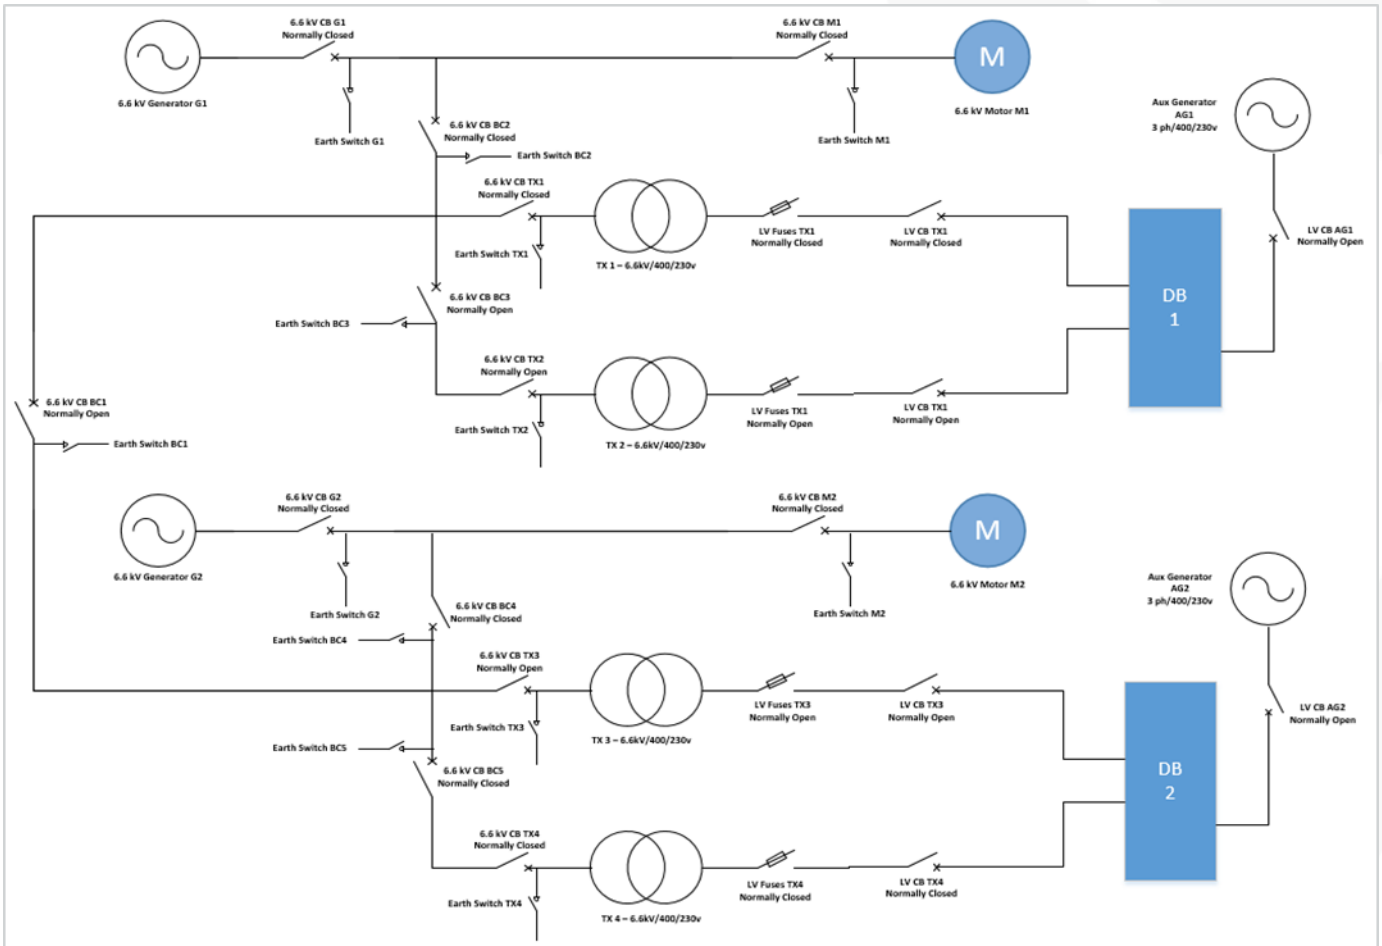 6.6 kV CB G1
Normally Closed
6.6 kV CB M1
Normally Closed
M
6.6 kV Generator G1
6.6 kV Motor M1
Aux Generator
AG1
3 ph/400/230v
Earth Switch G1
Earth Switch M1
6.6 kV CB BC2
Normally Closed
Earth Switch BC2
6.6 kV CB TX1
Normally Closed
LV Fuses TX1
Normally Closed
LV CB TX1
Normally Closed
LV CB AG1
Normally Open
Earth Switch TX1
TX 1 – 6.6kV/400/230v
DB
1
6.6 kV CB BC3
Normally Open
Earth Switch BC3
6.6 kV CB TX2
Normally Open
6.6 kV CB BC1
Normally Open
LV Fuses TX1
Normally Open
LV CB TX1
Normally Open
Earth Switch TX2
TX 2 – 6.6kV/400/230v
Earth Switch BC1
6.6 kV CB G2
Normally Closed
6.6 kV CB M2
Normally Closed
M
6.6 kV Generator G2
6.6 kV Motor M2
Aux Generator
AG2
3 ph/400/230v
Earth Switch G2
Earth Switch M2
6.6 kV CB BC4
Normally Closed
Earth Switch BC4
6.6 kV CB TX3
Normally Open
LV Fuses TX3
Normally Open
LV CB TX3
Normally Open
LV CB AG2
Normally Open
Earth Switch TX3
TX 3 – 6.6kV/400/230v
Earth Switch BC5
6.6 kV CB BC5
Normally Closed
DB
2
6.6 kV CB TX4
Normally Closed
LV Fuses TX4
Normally Closed
LV CB TX4
Normally Closed
Earth Switch TX4
TX 4 – 6.6kV/400/230v